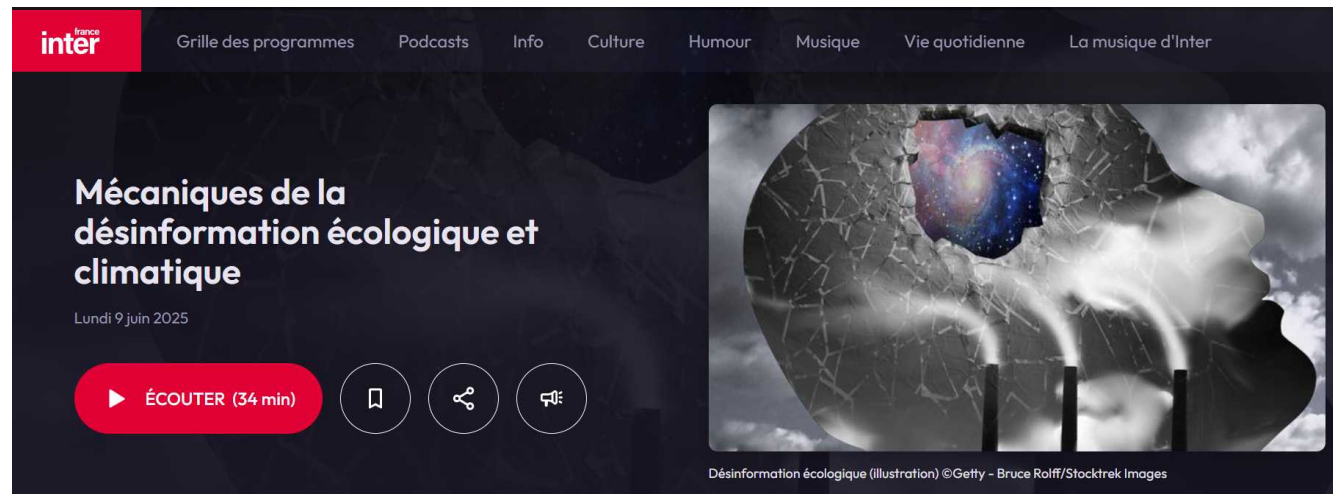 france
inter
Grille des programmes Podcasts Info Culture Humour Musique Vie quotidienne La musique d'Inter
Mécaniques de la
désinformation écologique et
climatique
Lundi 9 juin 2025
ÉCOUTER (34 min)
Désinformation écologique (illustration) ©Getty - Bruce Rolff/Stocktrek Images